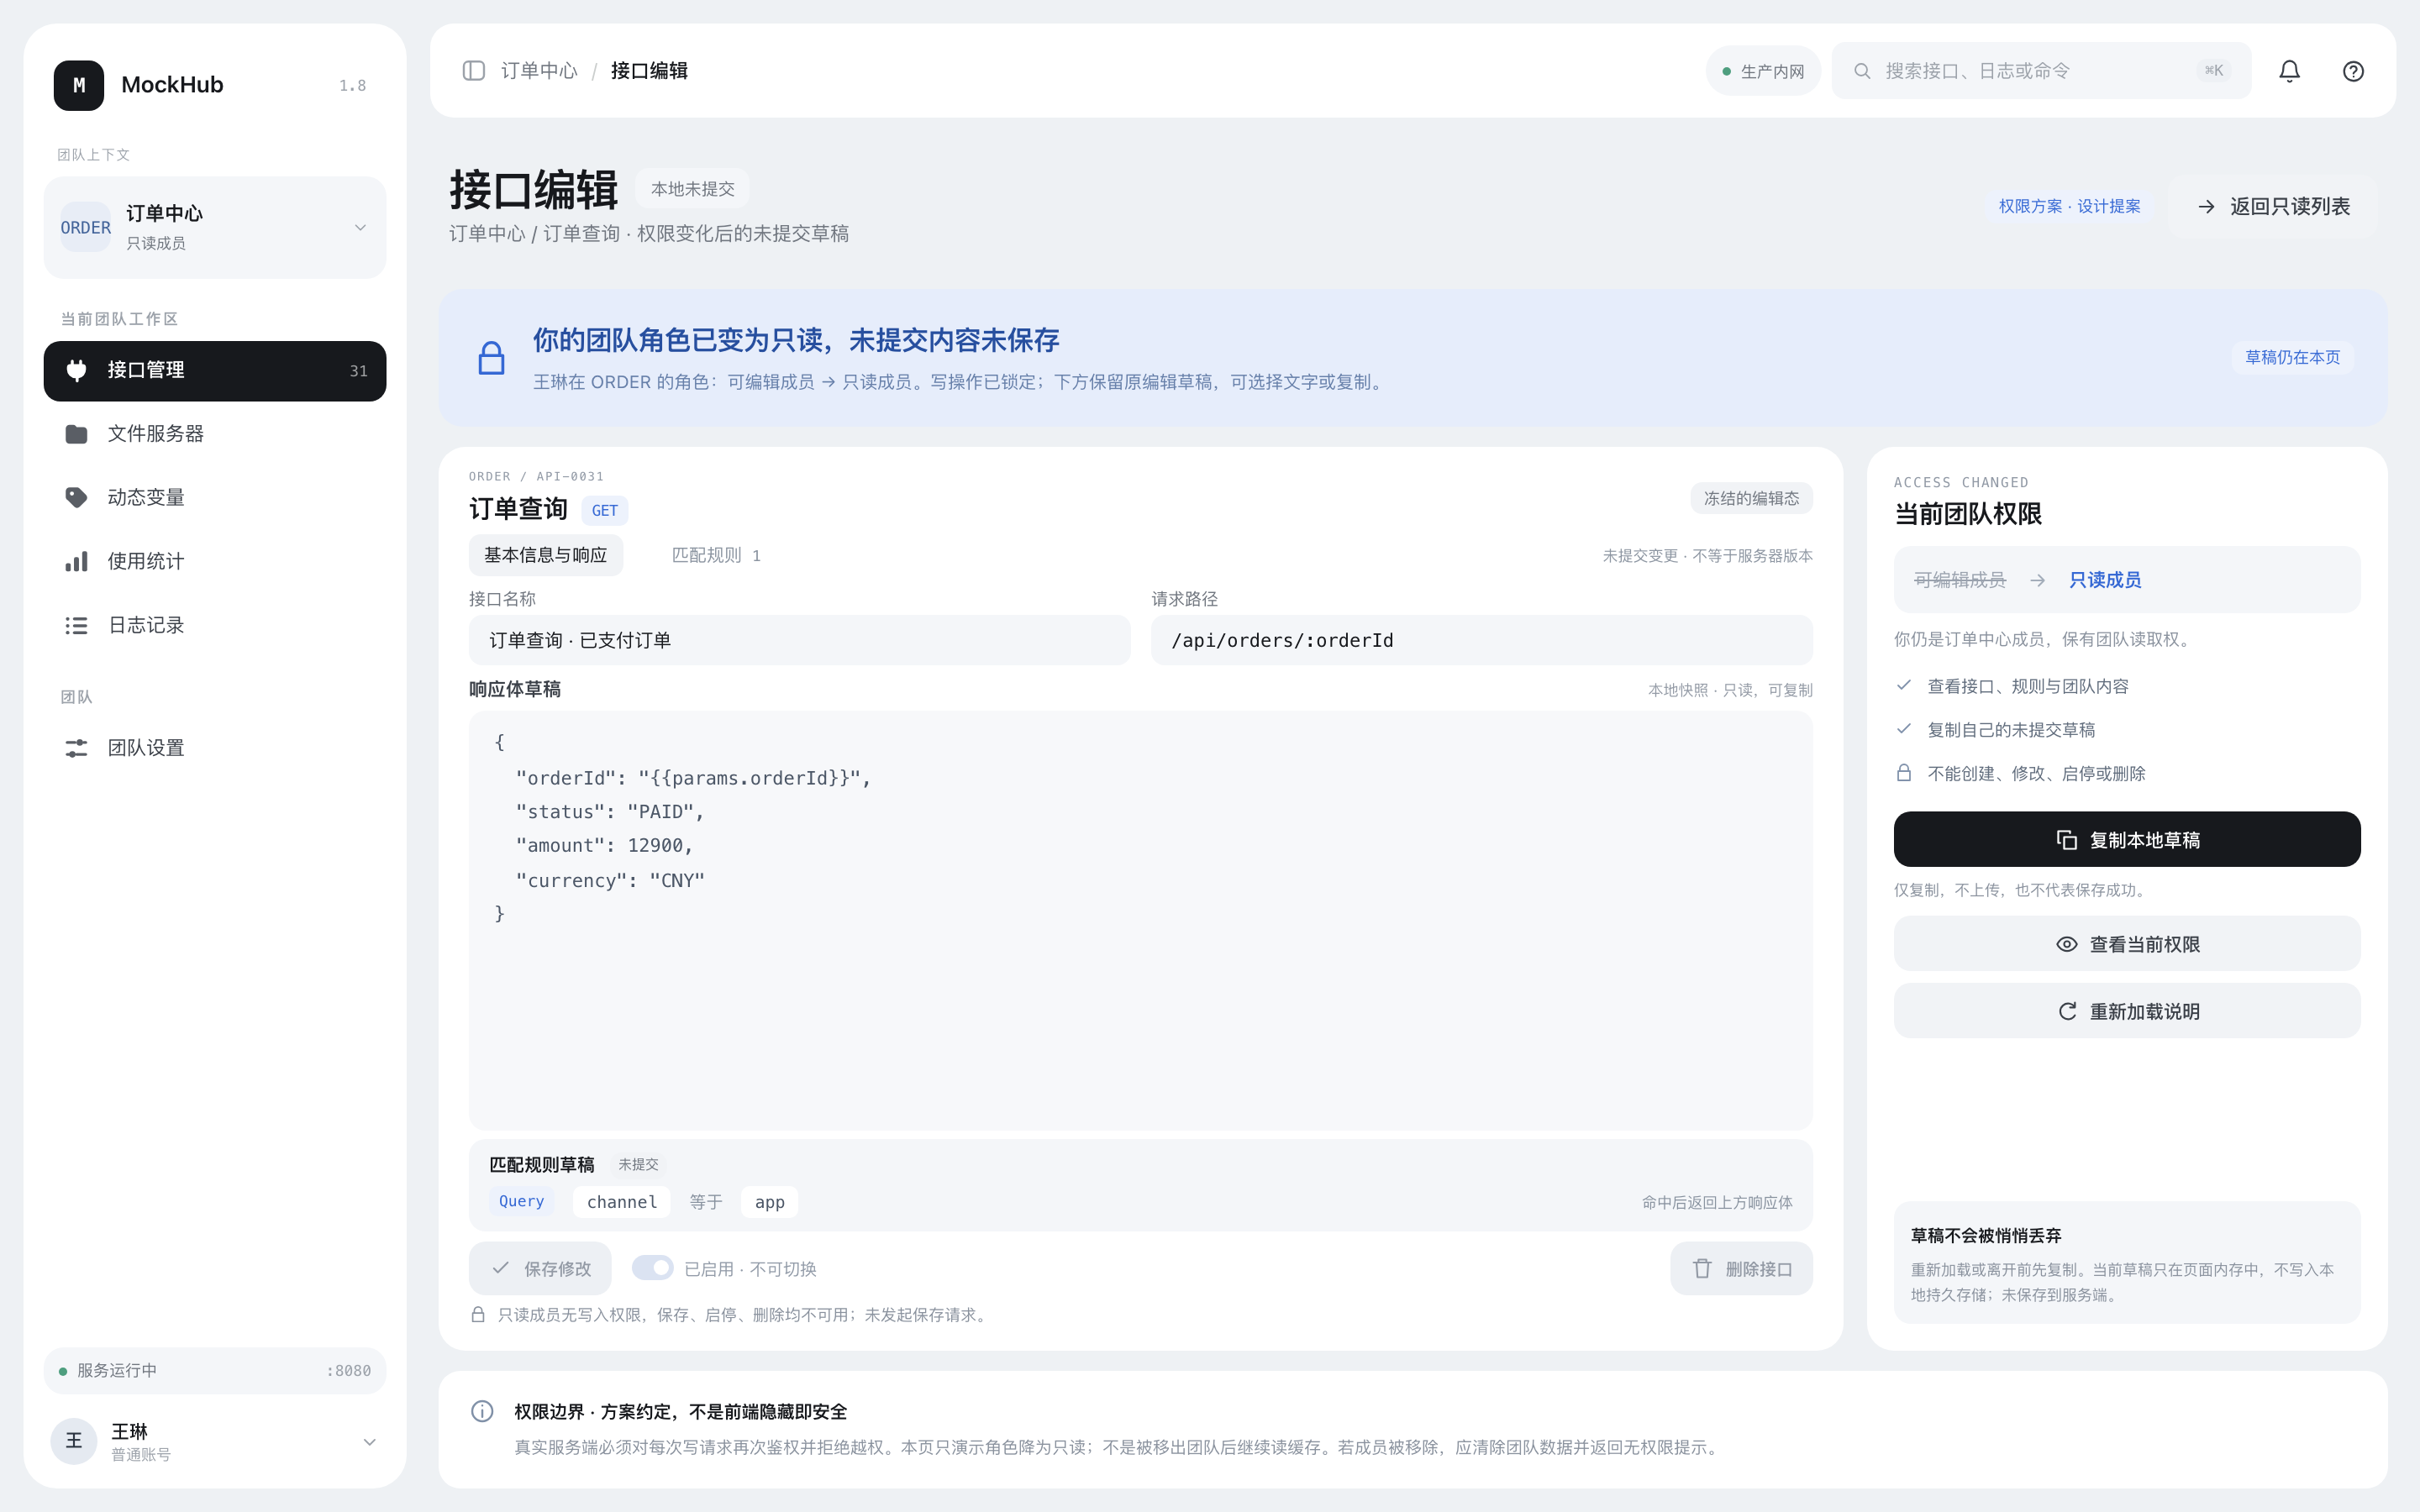 M MockHub 1.8
团队上下文
ORDER 订单中心
只读成员
当前团队工作区
接口管理 31
文件服务器
动态变量
使用统计
日志记录
团队
团队设置
服务运行中 :8080
王 王琳
普通账号
订单中心 / 接口编辑
生产内网
搜索接口、日志或命令 ⌘K
接口编辑 本地未提交
订单中心 / 订单查询 · 权限变化后的未提交草稿
权限方案 · 设计提案
→ 返回只读列表
你的团队角色已变为只读，未提交内容未保存
王琳在 ORDER 的角色：可编辑成员 → 只读成员。写操作已锁定；下方保留原编辑草稿，可选择文字或复制。
草稿仍在本页
ORDER / API-0031
订单查询 GET
冻结的编辑态
基本信息与响应 匹配规则 1
未提交变更 · 不等于服务器版本
接口名称
订单查询 · 已支付订单
请求路径
/api/orders/:orderId
响应体草稿
本地快照 · 只读，可复制
{
"orderId": "{{params.orderId}}",
"status": "PAID",
"amount": 12900,
"currency": "CNY"
}
匹配规则草稿 未提交
Query channel 等于 app
命中后返回上方响应体
保存修改 已启用 · 不可切换 删除接口
只读成员无写入权限，保存、启停、删除均不可用；未发起保存请求。
ACCESS CHANGED
当前团队权限
可编辑成员 → 只读成员
你仍是订单中心成员，保有团队读取权。
查看接口、规则与团队内容
复制自己的未提交草稿
不能创建、修改、启停或删除
复制本地草稿
仅复制，不上传，也不代表保存成功。
查看当前权限
重新加载说明
草稿不会被悄悄丢弃
重新加载或离开前先复制。当前草稿只在页面内存中，不写入本
地持久存储；未保存到服务端。
权限边界 · 方案约定，不是前端隐藏即安全
真实服务端必须对每次写请求再次鉴权并拒绝越权。本页只演示角色降为只读；不是被移出团队后继续读缓存。若成员被移除，应清除团队数据并返回无权限提示。